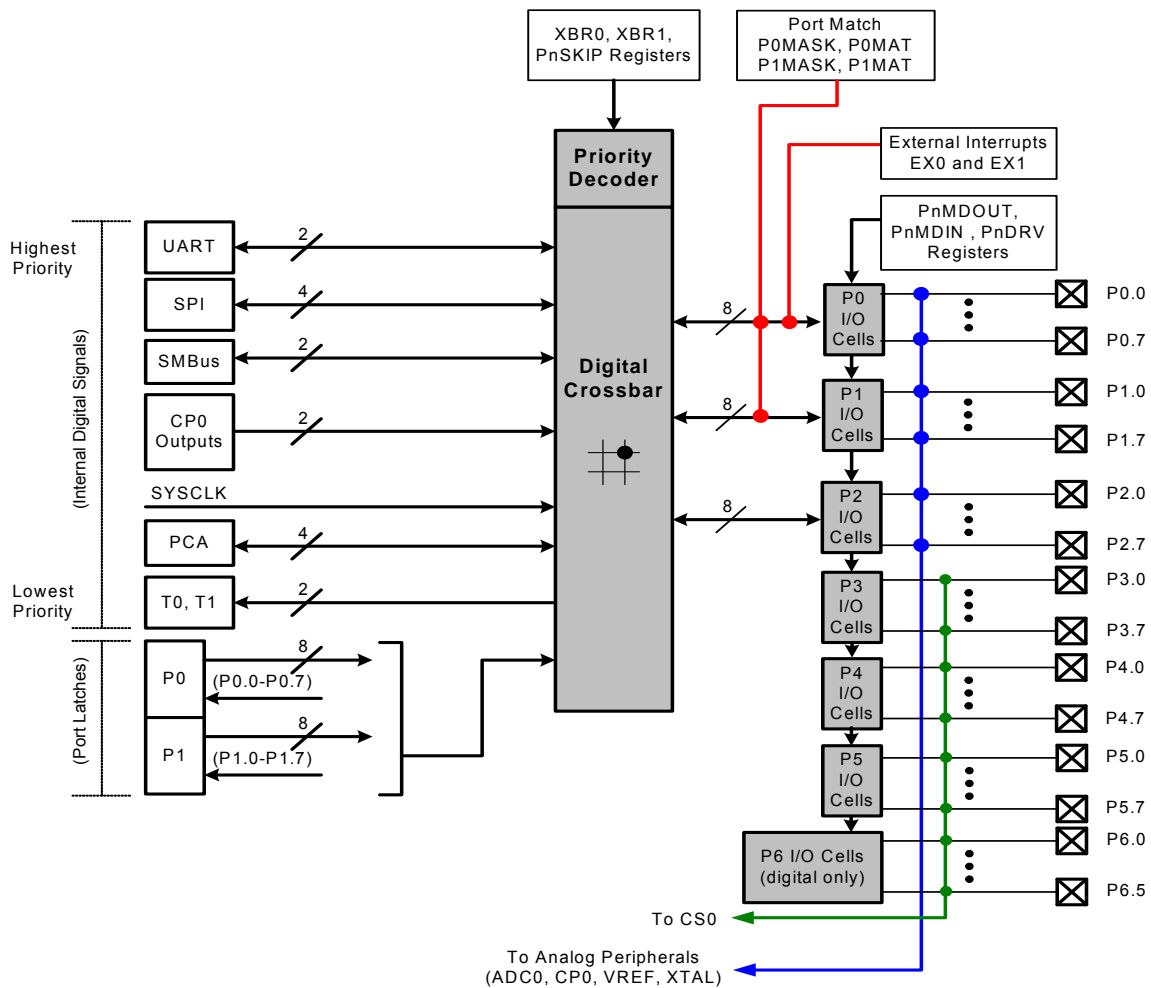 XBR0, XBR1,
PnSKIP Registers
Port Match
P0MASK, P0MAT
P1MASK, P1MAT
External Interrupts
EX0 and EX1
Priority
Decoder
PnMDOUT,
PnMDIN , PnDRV
Registers
Highest
Priority
(Internal Digital Signals)
Lowest
Priority
UART
2
SPI
4
SMBus
2
CP0
Outputs
2
SYSCLK
PCA
4
T0, T1
2
(Port Latches)
P0
8
(P0.0-P0.7)
P1
8
(P1.0-P1.7)
Digital
Crossbar
8
8
8
P0
I/O
Cells
P0.0
P0.7
P1
I/O
Cells
P1.0
P1.7
P2
I/O
Cells
P2.0
P2.7
P3
I/O
Cells
P3.0
P3.7
P4
I/O
Cells
P4.0
P4.7
P5
I/O
Cells
P5.0
P5.7
P6 I/O Cells
(digital only)
P6.0
P6.5
To CS0
To Analog Peripherals
(ADC0, CP0, VREF, XTAL)